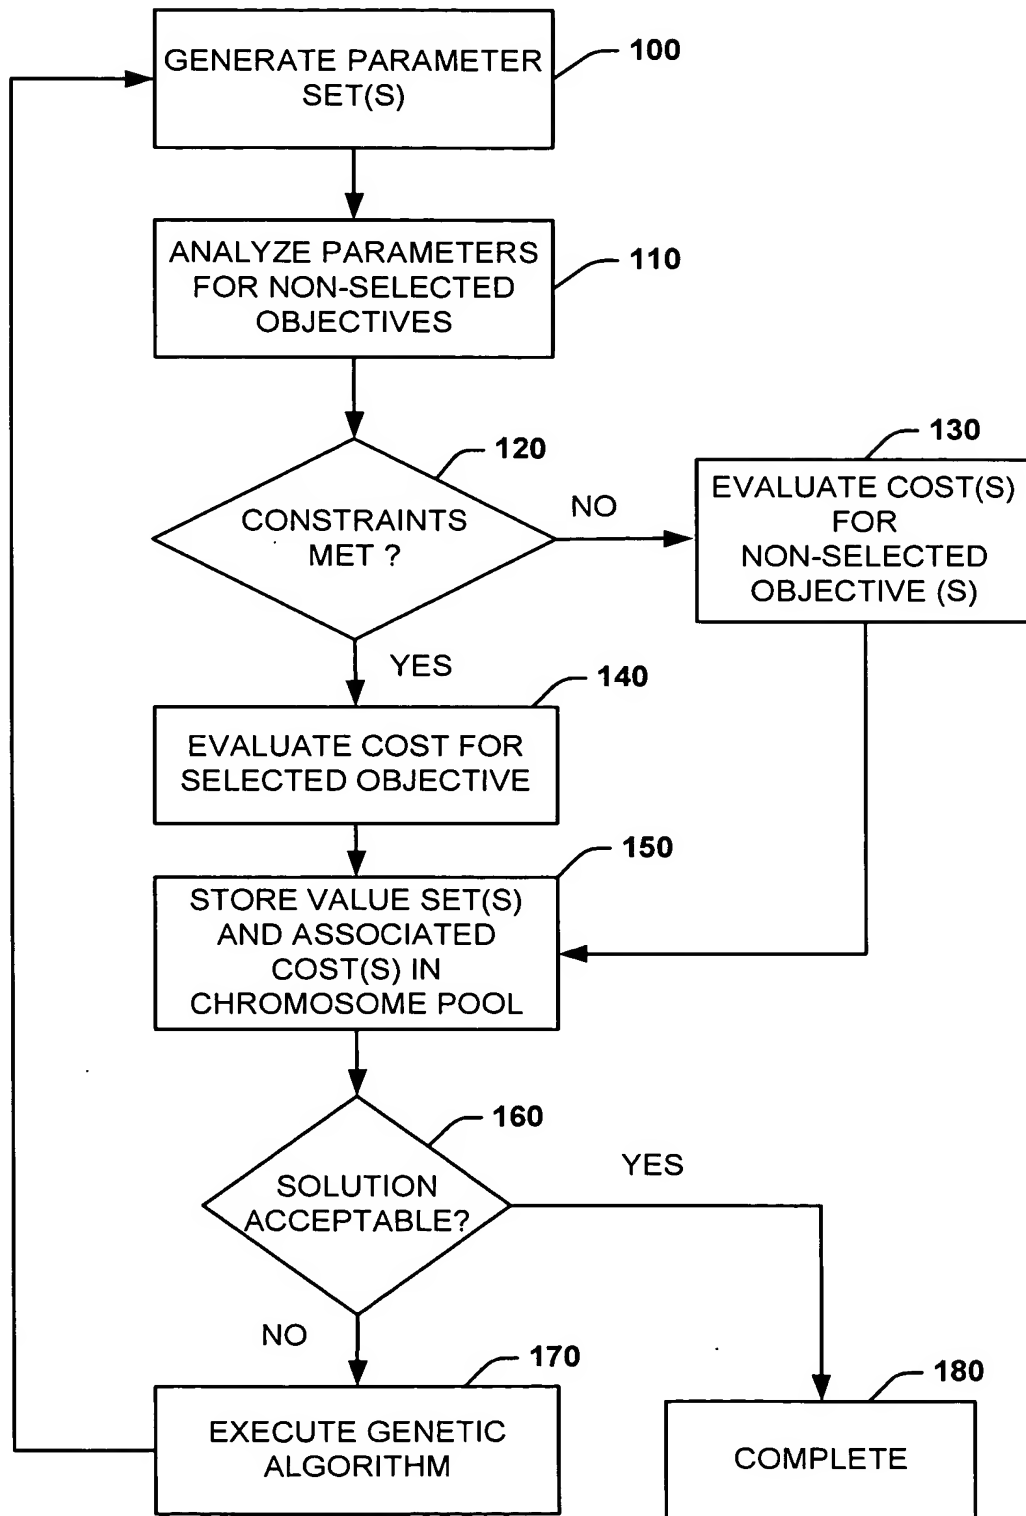 GENERATE PARAMETER
SET(S)
100
ANALYZE PARAMETERS
FOR NON-SELECTED
OBJECTIVES
110
120
CONSTRAINTS
MET ?
NO
130
EVALUATE COST(S)
FOR
NON-SELECTED
OBJECTIVE (S)
YES
140
EVALUATE COST FOR
SELECTED OBJECTIVE
150
STORE VALUE SET(S)
AND ASSOCIATED
COST(S) IN
CHROMOSOME POOL
160
SOLUTION
ACCEPTABLE?
YES
NO
170
EXECUTE GENETIC
ALGORITHM
180
COMPLETE